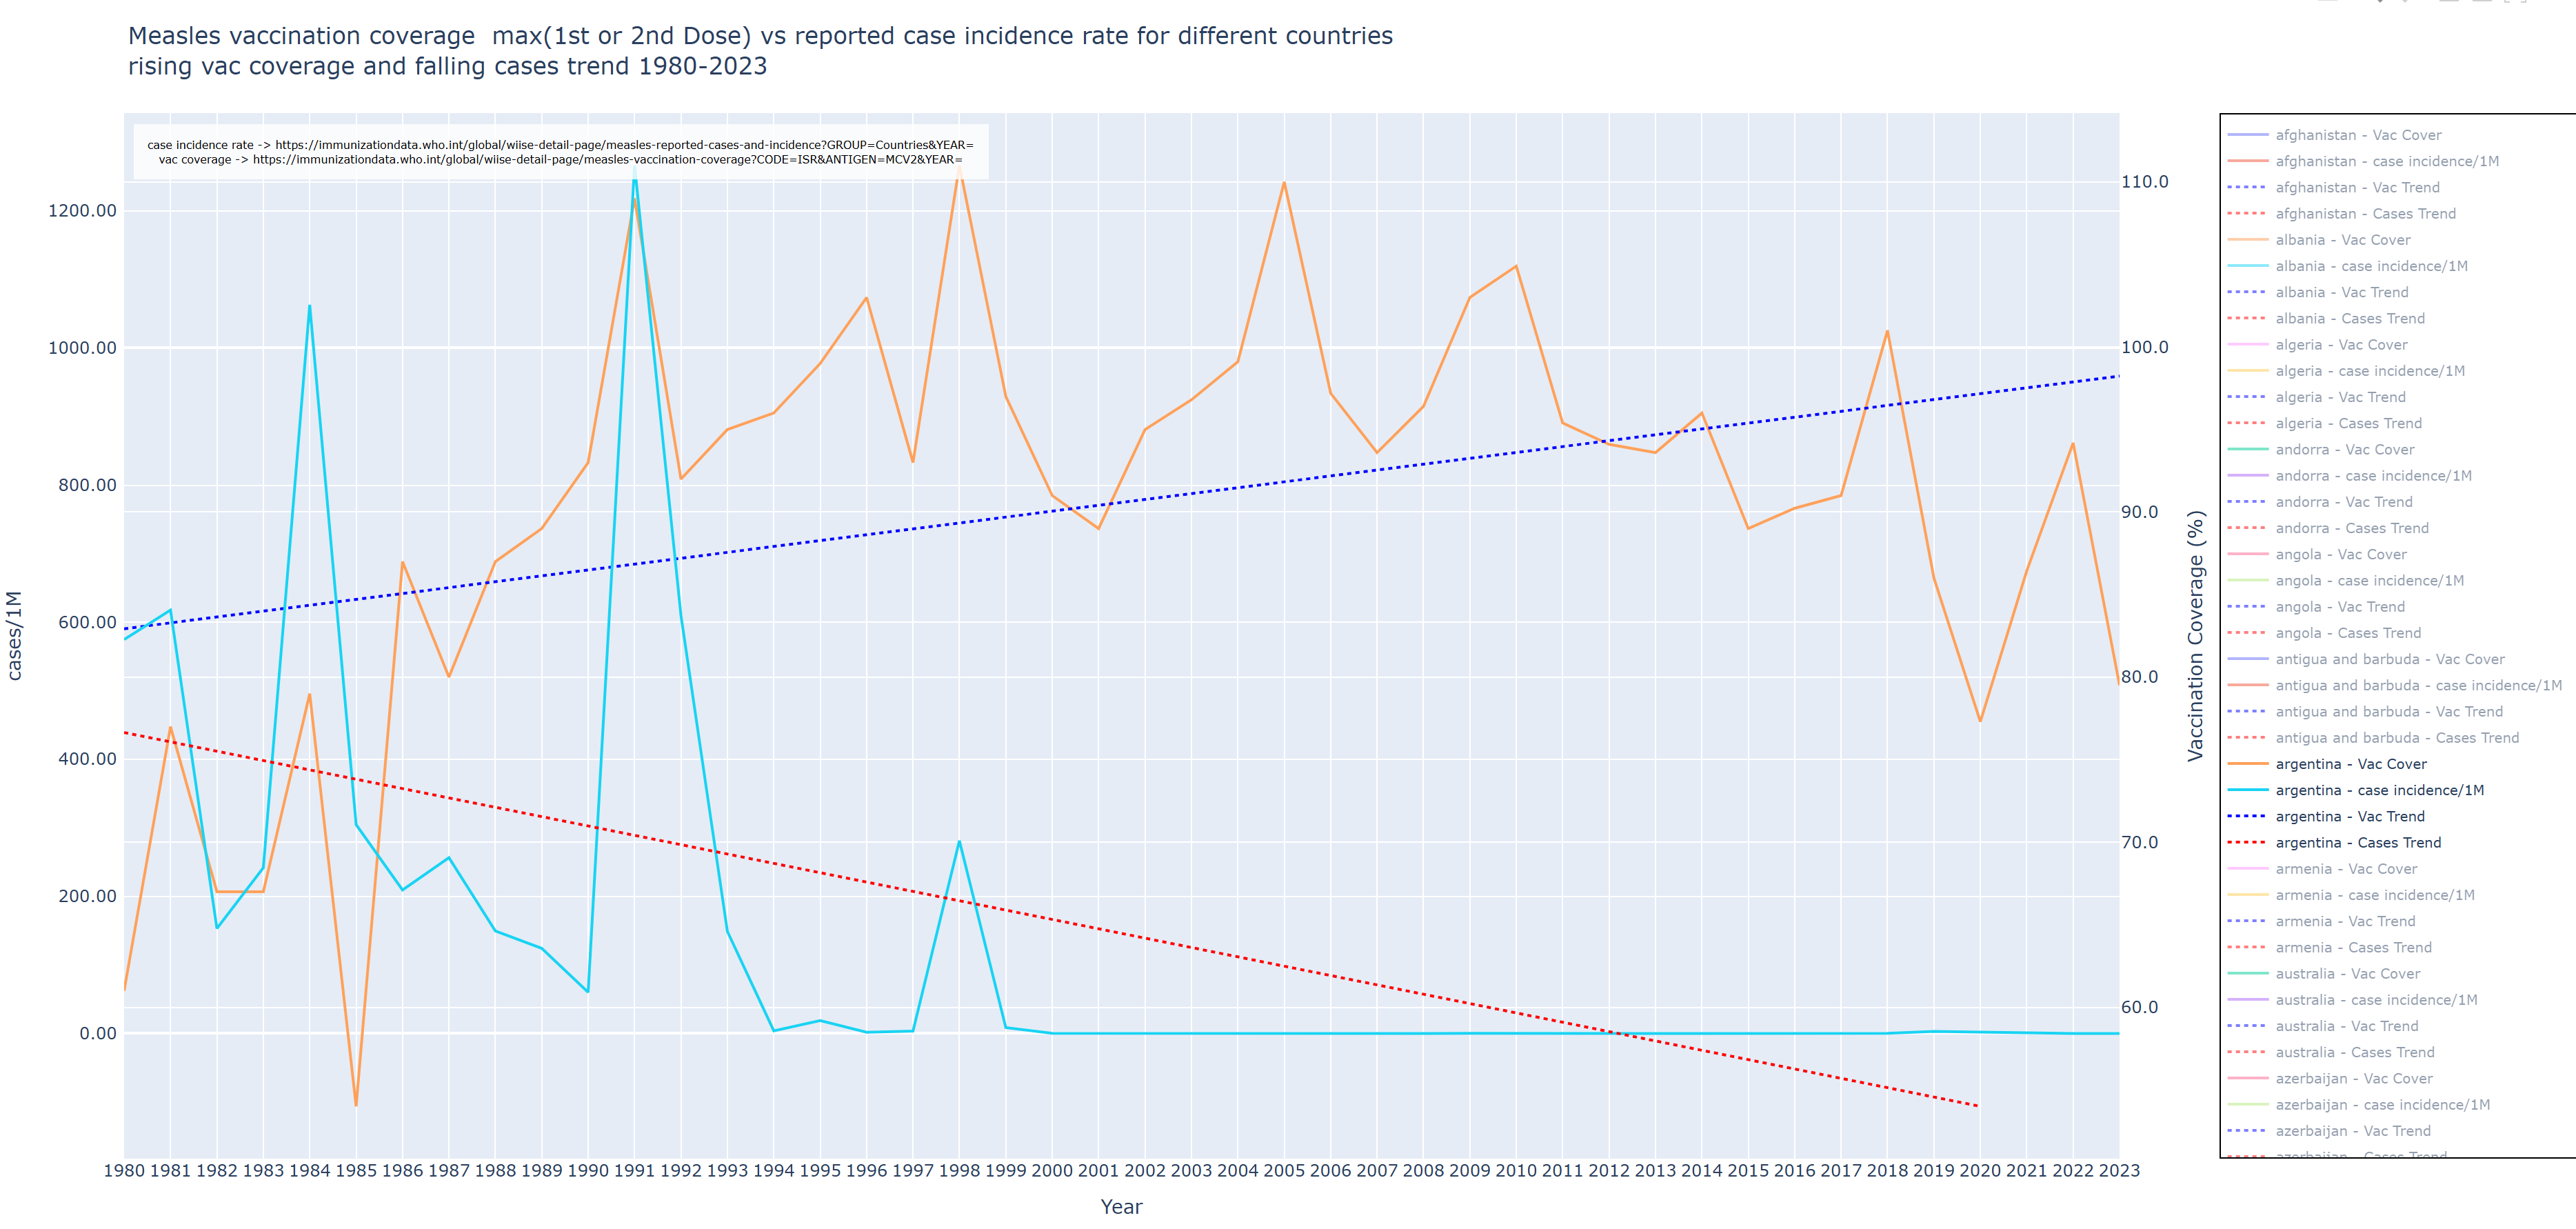 Measles vaccination coverage  max(1st or 2nd Dose) vs reported case incidence rate for different countries
rising vac coverage and falling cases trend 1980-2023
case incidence rate -> https://immunizationdata.who.int/global/wiise-detail-page/measles-reported-cases-and-incidence?GROUP=Countries&YEAR=
vac coverage -> https://immunizationdata.who.int/global/wiise-detail-page/measles-vaccination-coverage?CODE=ISR&ANTIGEN=MCV2&YEAR=
cases/1M
1200.00
1000.00
800.00
600.00
400.00
200.00
0.00
1980 1981 1982 1983 1984 1985 1986 1987 1988 1989 1990 1991 1992 1993 1994 1995 1996 1997 1998 1999 2000 2001 2002 2003 2004 2005 2006 2007 2008 2009 2010 2011 2012 2013 2014 2015 2016 2017 2018 2019 2020 2021 2022 2023
Year
110.0
100.0
90.0
80.0
70.0
60.0
Vaccination Coverage (%)
afghanistan - Vac Cover
afghanistan - case incidence/1M
afghanistan - Vac Trend
afghanistan - Cases Trend
albania - Vac Cover
albania - case incidence/1M
albania - Vac Trend
albania - Cases Trend
algeria - Vac Cover
algeria - case incidence/1M
algeria - Vac Trend
algeria - Cases Trend
andorra - Vac Cover
andorra - case incidence/1M
andorra - Vac Trend
andorra - Cases Trend
angola - Vac Cover
angola - case incidence/1M
angola - Vac Trend
angola - Cases Trend
antigua and barbuda - Vac Cover
antigua and barbuda - case incidence/1M
antigua and barbuda - Vac Trend
antigua and barbuda - Cases Trend
argentina - Vac Cover
argentina - case incidence/1M
argentina - Vac Trend
argentina - Cases Trend
armenia - Vac Cover
armenia - case incidence/1M
armenia - Vac Trend
armenia - Cases Trend
australia - Vac Cover
australia - case incidence/1M
australia - Vac Trend
australia - Cases Trend
azerbaijan - Vac Cover
azerbaijan - case incidence/1M
azerbaijan - Vac Trend
azerbaijan - Cases Trend